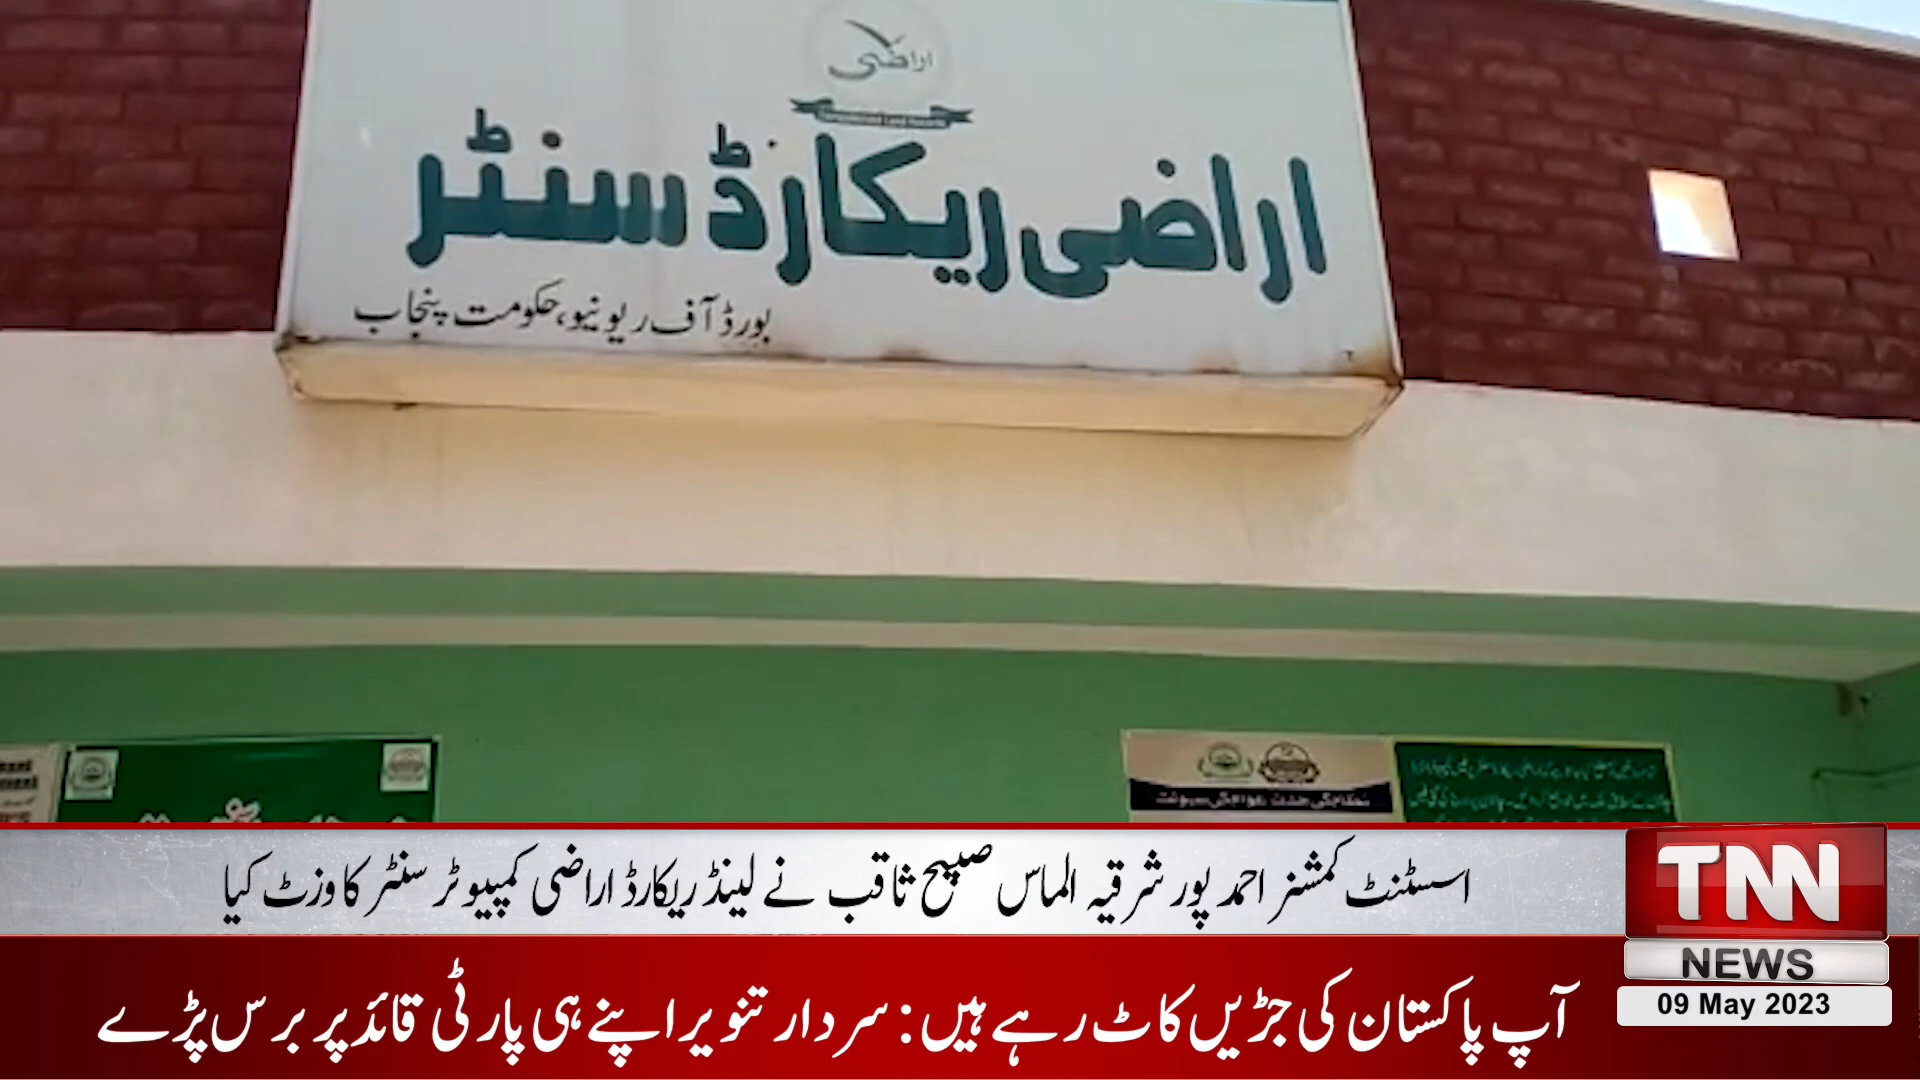 اراضی
اراضی ریکارڈ سنٹر
بورڈ آف ریونیو، حکومت پنجاب
اسسٹنٹ کمشنر احمد پور شرقیہ الماس صبیح ثاقب نے لینڈ ریکارڈ اراضی کمپیوٹر سنٹر کا وزٹ کیا
TNN
NEWS
09 May 2023
آپ پاکستان کی جڑیں کاٹ رہے ہیں: سردار تنویر اپنے ہی پارٹی قائد پر برس پڑے